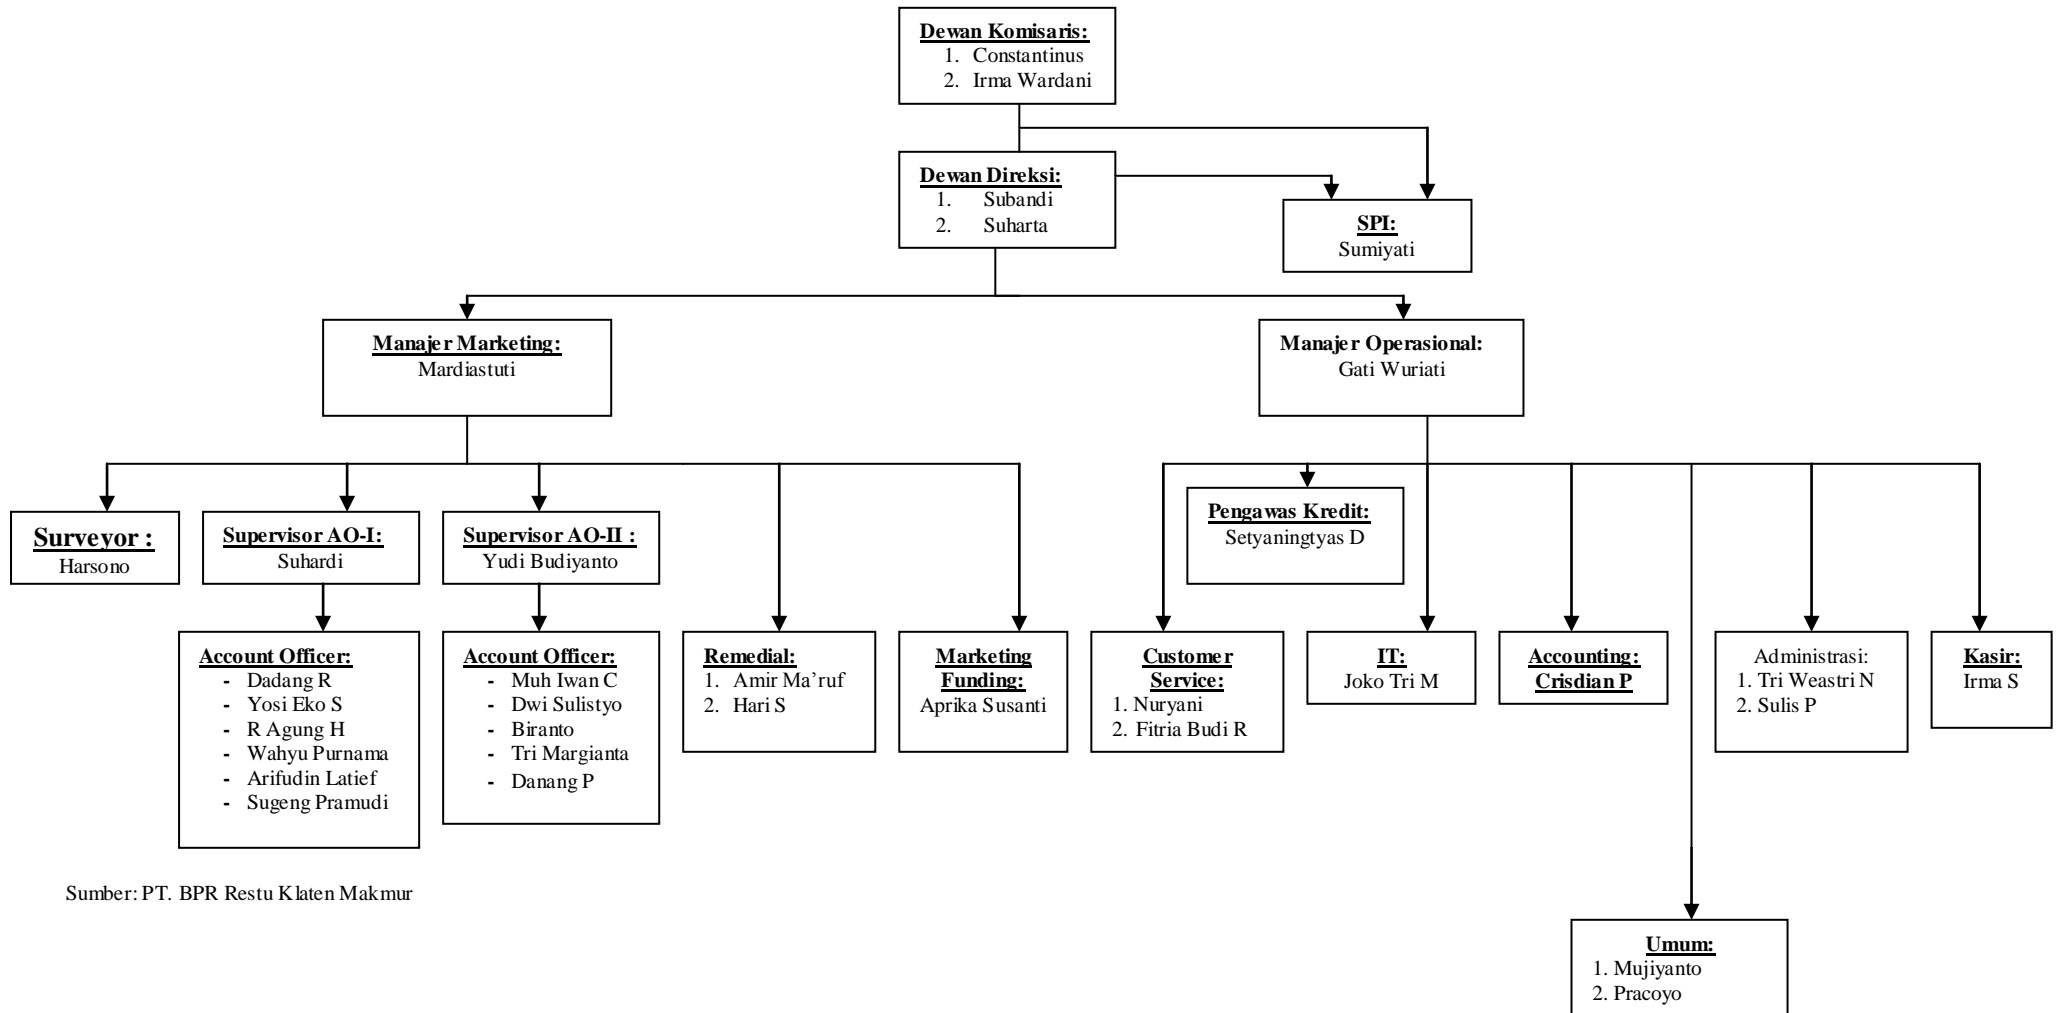 Dewan Komisaris:
1. Constantinus
2. Irma Wardani
Dewan Direksi:
1. Subandi
2. Suharta
SPI:
Sumiyati
Manajer Marketing:
Mardiastuti
Manajer Operasional:
Gati Wuriati
Surveyor :
Harsono
Supervisor AO-I:
Suhardi
Supervisor AO-II :
Yudi Budiyanto
Pengawas Kredit:
Setyaningtyas D
Account Officer:
- Dadang R
- Yosi Eko S
- R Agung H
- Wahyu Purnama
- Arifudin Latief
- Sugeng Pramudi
Account Officer:
- Muh Iwan C
- Dwi Sulistyo
- Biranto
- Tri Margianta
- Danang P
Remedial:
1. Amir Ma’ruf
2. Hari S
Marketing
Funding:
Aprika Susanti
Customer
Service:
1. Nuryani
2. Fitria Budi R
IT:
Joko Tri M
Accounting:
Crisdian P
Administrasi:
1. Tri Weastri N
2. Sulis P
Kasir:
Irma S
Sumber: PT. BPR Restu Klaten Makmur
Umum:
1. Mujiyanto
2. Pracoyo